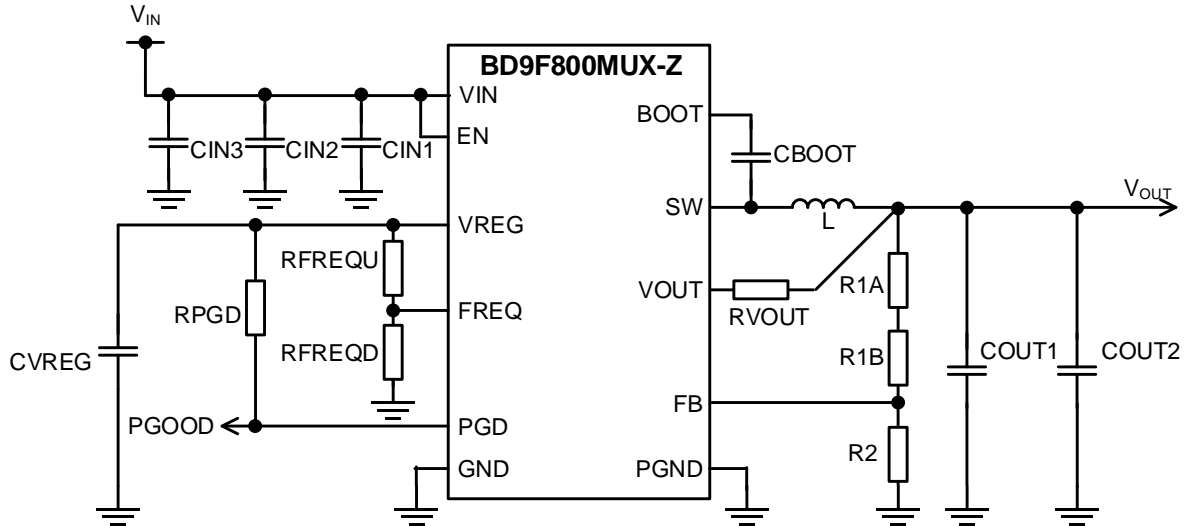 VIN
BD9F800MUX-Z
VIN
BOOT
EN
CIN3
CIN2
CIN1
CBOOT
SW
VOUT
L
VREG
RFREQU
VOUT
R1A
RPGD
FREQ
RVOUT
RFREQD
R1B
COUT1
COUT2
CVREG
FB
PGOOD
PGD
R2
GND
PGND